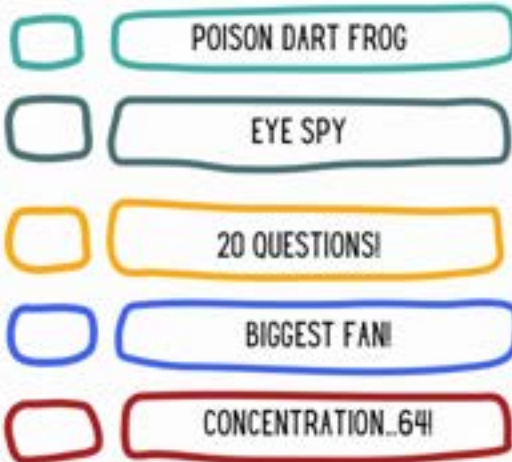 POISON DART FROG
EYE SPY
20 QUESTIONS!
BIGGEST FAN!
CONCENTRATION...64!